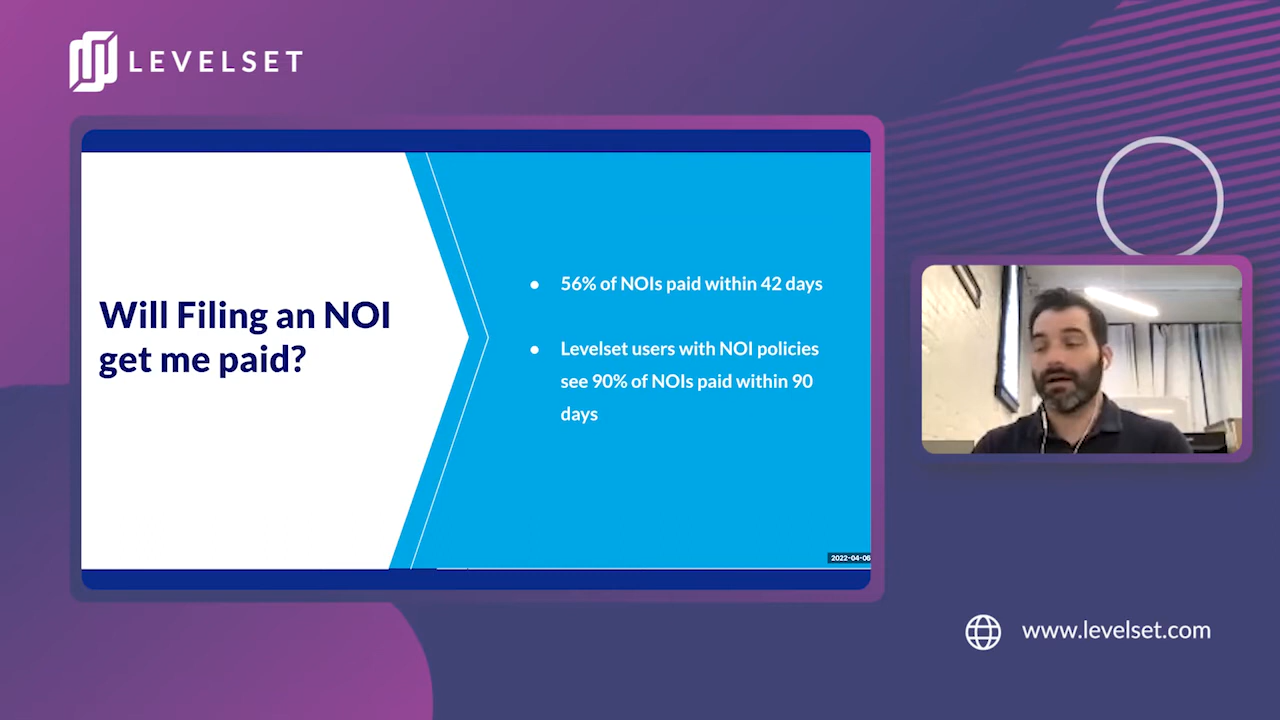 LEVELSET
Will Filing an NOI
get me paid?
● 56% of NOIs paid within 42 days
● Levelset users with NOI policies
see 90% of NOIs paid within 90
days
2022-04-06
www.levelset.com